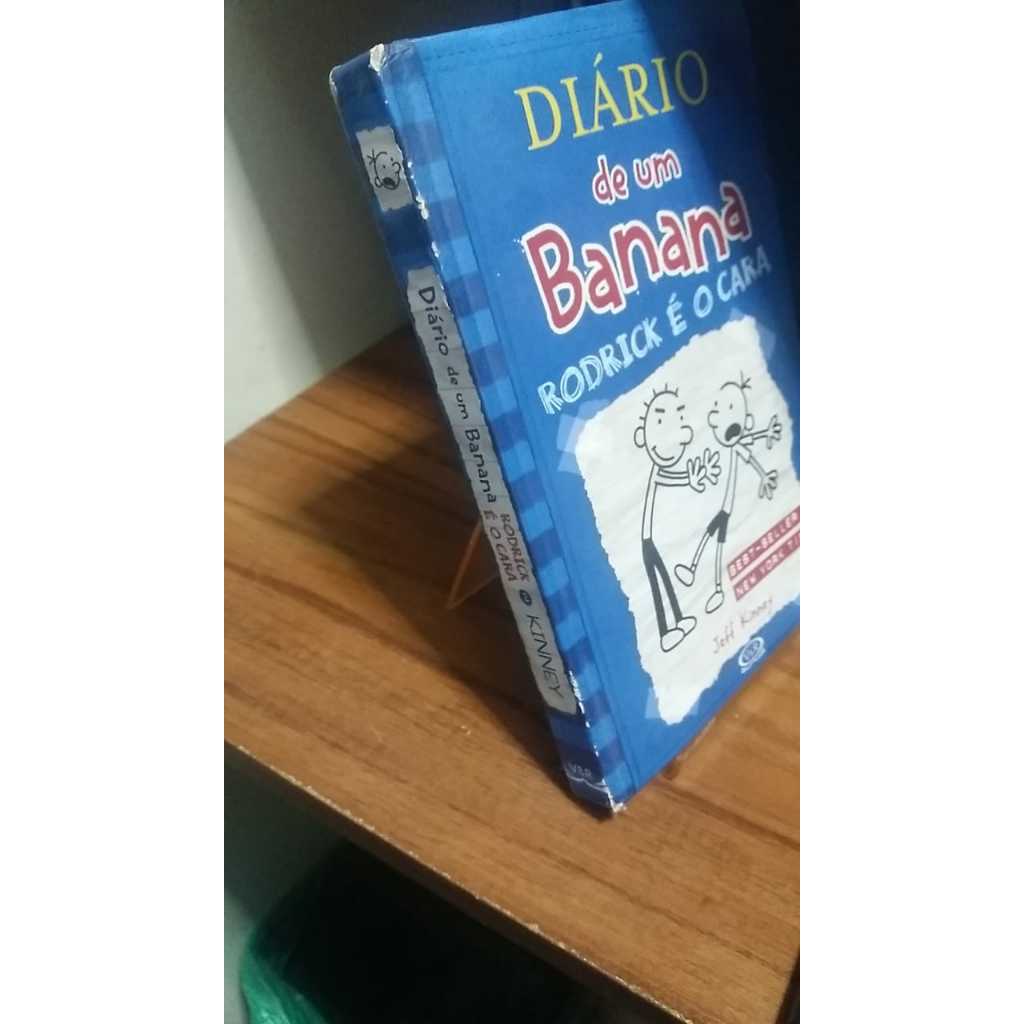 DIÁRIO
de um
Banana
RODRICK É O CARA
BEST-SELLER
NEW YORK
Jeff Kinney
Diário de um Banana
RODRICK
É O CARA
2
KINNEY
V&R